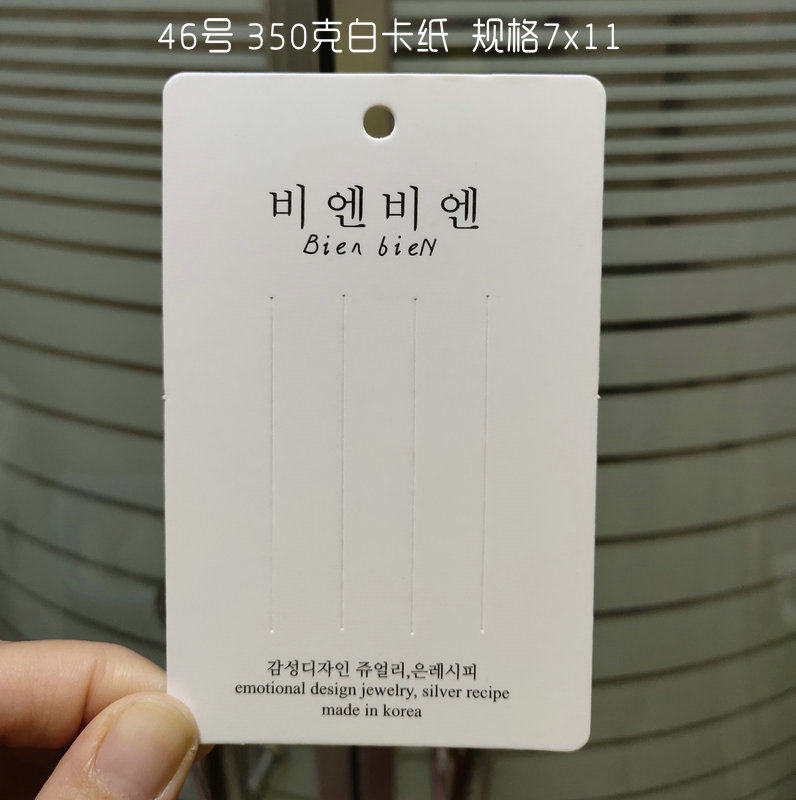 46号 350克白卡纸 规格7x11
비엔비엔
Bien bieN
감성디자인 쥬얼리,은레시피
emotional design jewelry, silver recipe
made in korea